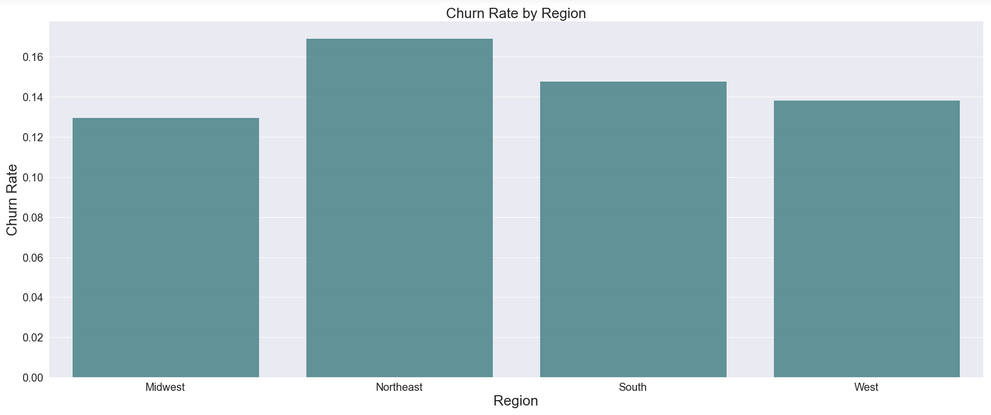 Churn Rate by Region
Churn Rate
0.16
0.14
0.12
0.10
0.08
0.06
0.04
0.02
0.00
Midwest Northeast South West
Region